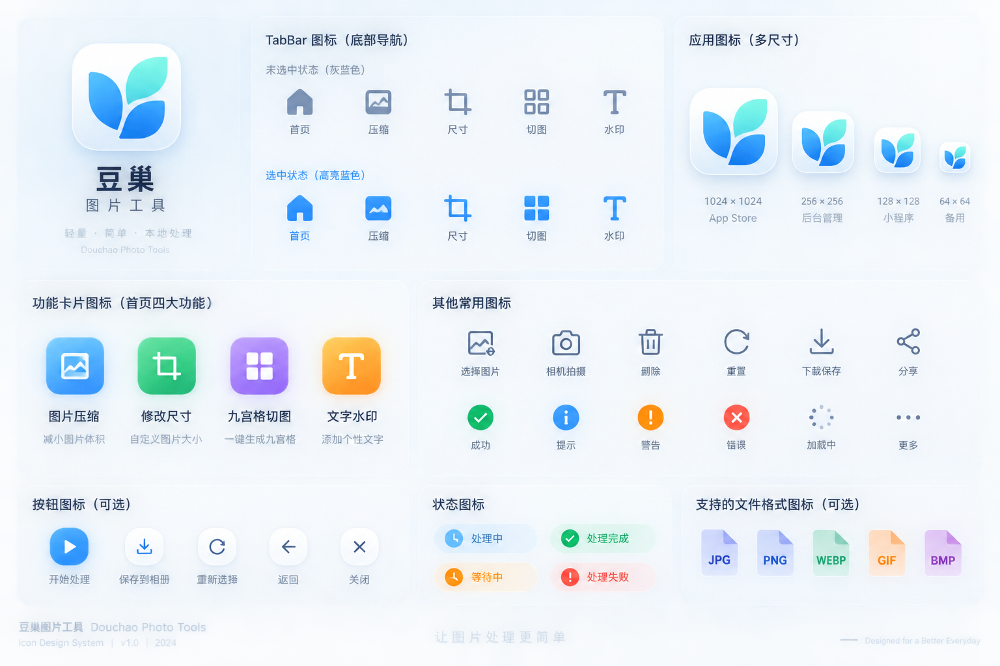 豆巢
图片工具
轻量 · 简单 · 本地处理
Douchao Photo Tools
TabBar 图标（底部导航）
未选中状态（灰蓝色）
首页 压缩 尺寸 切图 水印
选中状态（高亮蓝色）
首页 压缩 尺寸 切图 水印
应用图标（多尺寸）
1024 × 1024 256 × 256 128 × 128 64 × 64
App Store 后台管理 小程序 备用
功能卡片图标（首页四大功能）
T
图片压缩 修改尺寸 九宫格切图 文字水印
减小图片体积 自定义图片大小 一键生成九宫格 添加个性文字
其他常用图标
选择图片 相机拍摄 删除 重置 下載保存 分享
成功 提示 警告 错误 加载中 更多
按钮图标（可选）
开始处理 保存到相册 重新选择 返回 关闭
状态图标
处理中 处理完成
等待中 处理失败
支持的文件格式图标（可选）
JPG PNG WEBP GIF BMP
豆巢图片工具 Douchao Photo Tools
Icon Design System | v1.0 | 2024
让图片处理更简单
Designed for a Better Everyday